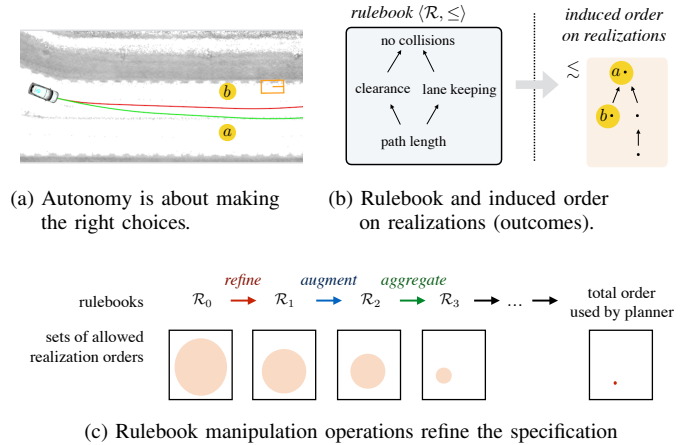 b
a
(a) Autonomy is about making
the right choices.
rulebook ⟨R, ≤⟩
no collisions
clearance
lane keeping
path length
induced order
on realizations
≲
a
b
(b) Rulebook and induced order
on realizations (outcomes).
refine augment aggregate
rulebooks R0 R1 R2 R3 ... total order
used by planner
sets of allowed
realization orders
(c) Rulebook manipulation operations refine the specification